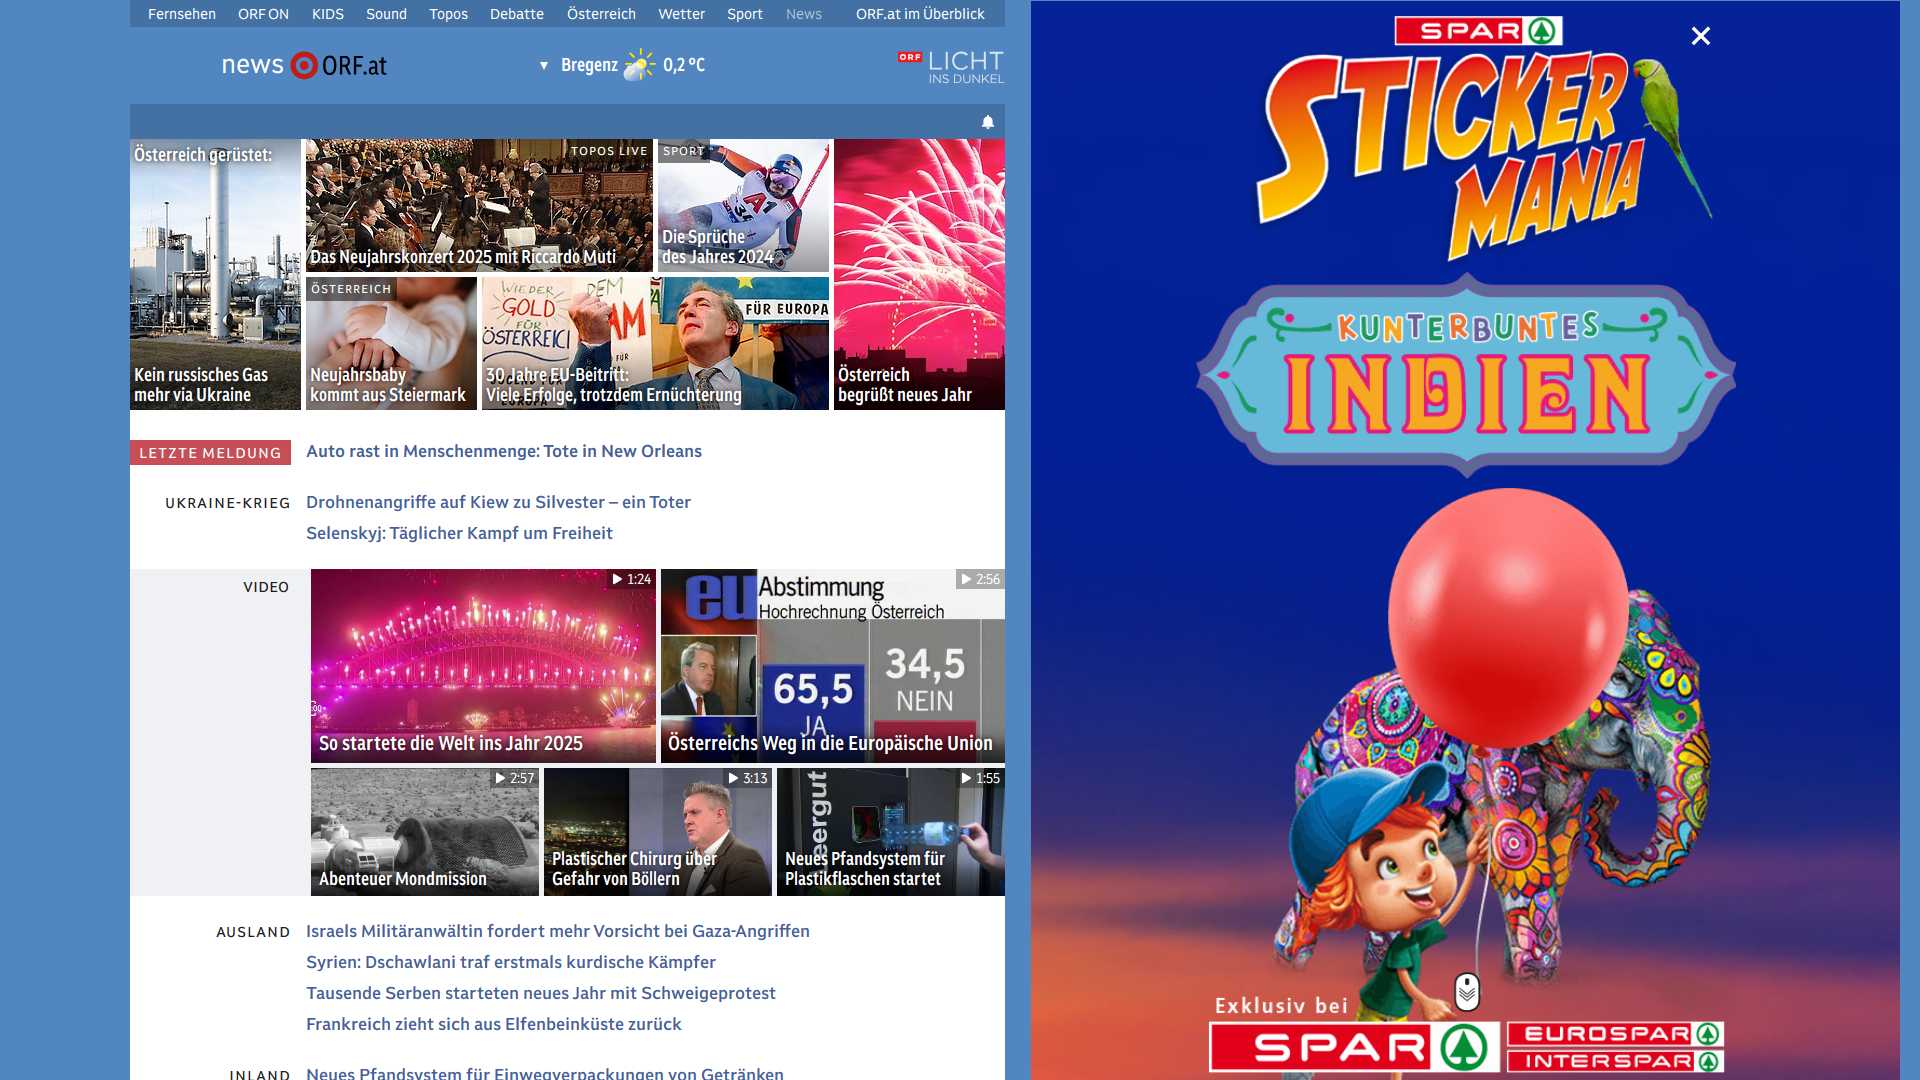 Fernsehen ORF ON KIDS Sound Topos Debatte Österreich Wetter Sport News ORF.at im Überblick
news ORF.at
▼ Bregenz 0,2 °C
ORF LICHT
INS DUNKEL
Österreich gerüstet:
Kein russisches Gas
mehr via Ukraine
TOPOS LIVE
Das Neujahrskonzert 2025 mit Riccardo Muti
SPORT
Die Sprüche
des Jahres 2024
ÖSTERREICH
Neujahrsbaby
kommt aus Steiermark
WIEDER
GOLD
FÜR
ÖSTERREICH
DEM
AM
FÜR EUROPA
30 Jahre EU-Beitritt:
Viele Erfolge, trotzdem Ernüchterung
Österreich
begrüßt neues Jahr
LETZTE MELDUNG
Auto rast in Menschenmenge: Tote in New Orleans
UKRAINE-KRIEG
Drohnenangriffe auf Kiew zu Silvester – ein Toter
Selenskyj: Täglicher Kampf um Freiheit
VIDEO
1:24
So startete die Welt ins Jahr 2025
2:56
eu Abstimmung
Hochrechnung Österreich
65,5
JA
34,5
NEIN
Österreichs Weg in die Europäische Union
2:57
Abenteuer Mondmission
3:13
Plastischer Chirurg über
Gefahr von Böllern
1:55
eergut
Neues Pfandsystem für
Plastikflaschen startet
AUSLAND
Israels Militäranwältin fordert mehr Vorsicht bei Gaza-Angriffen
Syrien: Dschawlani traf erstmals kurdische Kämpfer
Tausende Serben starteten neues Jahr mit Schweigeprotest
Frankreich zieht sich aus Elfenbeinküste zurück
INLAND
Neues Pfandsystem für Einwegverpackungen von Getränken
SPAR
STICKER
MANIA
KUNTERBUNTES
INDIEN
Exklusiv bei
SPAR
EUROSPAR
INTERSPAR